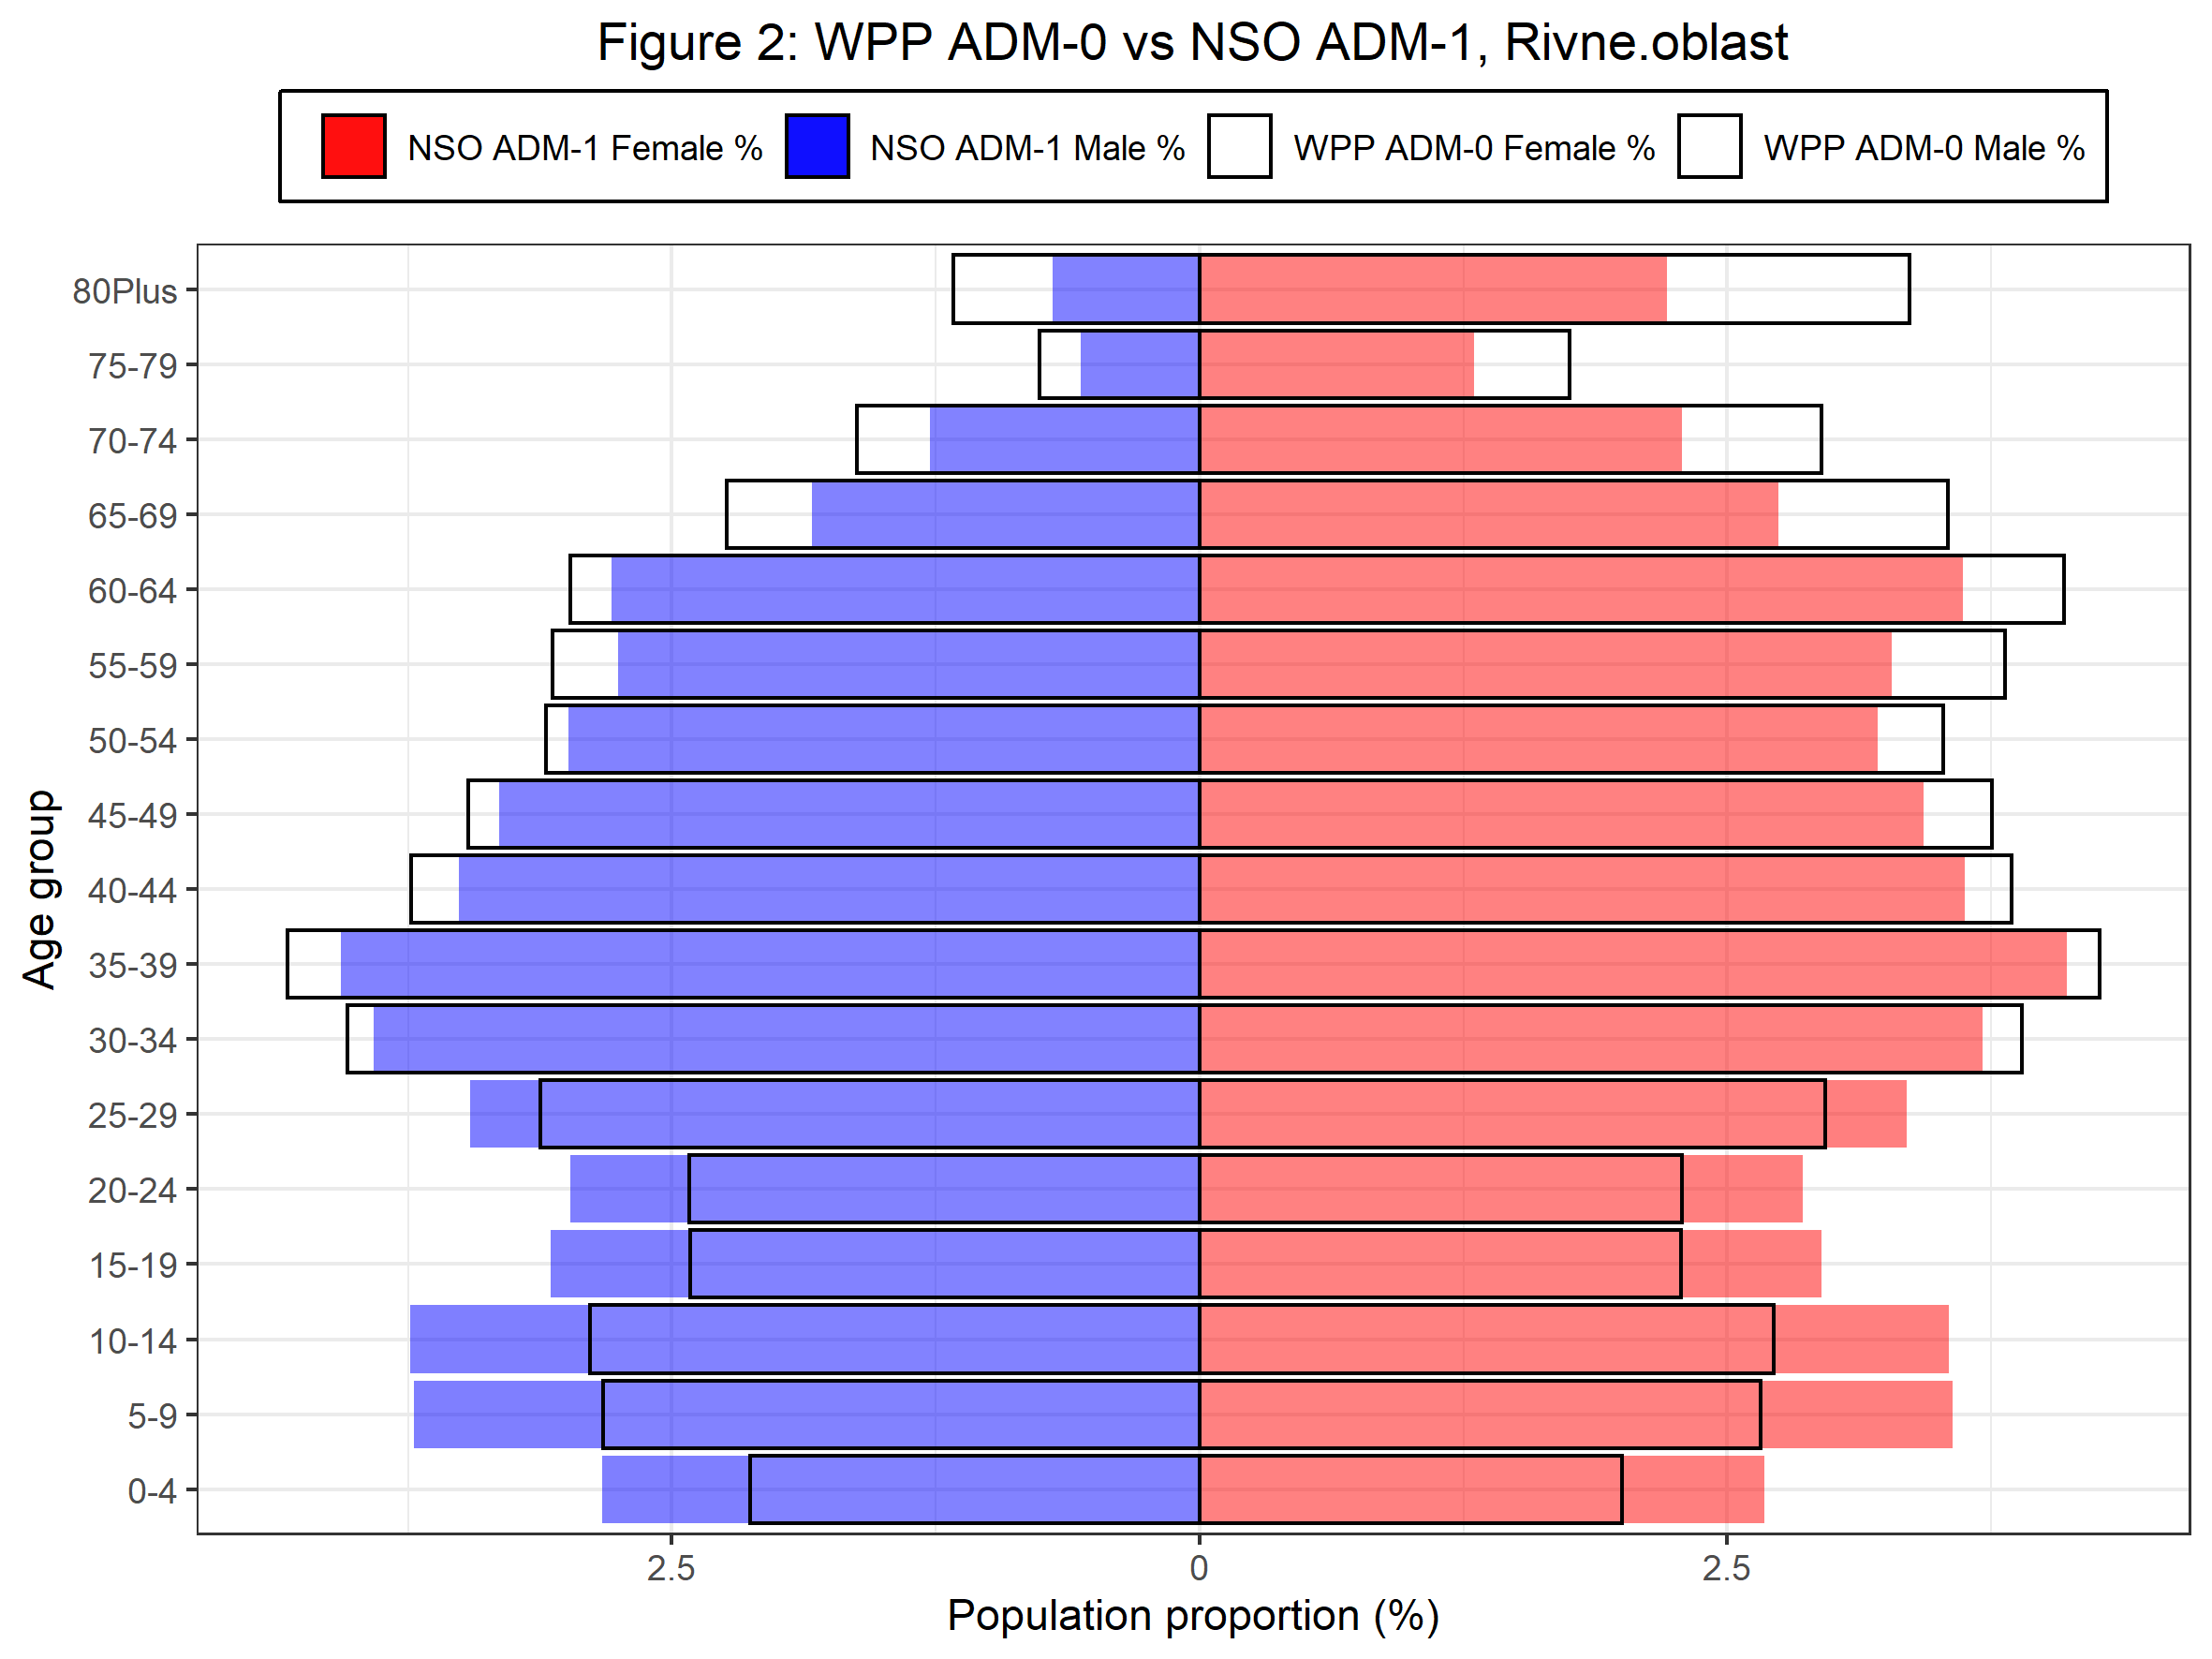 Figure 2: WPP ADM-0 vs NSO ADM-1, Rivne.oblast
NSO ADM-1 Female %
NSO ADM-1 Male %
WPP ADM-0 Female %
WPP ADM-0 Male %
Age group
80Plus
75-79
70-74
65-69
60-64
55-59
50-54
45-49
40-44
35-39
30-34
25-29
20-24
15-19
10-14
5-9
0-4
2.5
0
2.5
Population proportion (%)